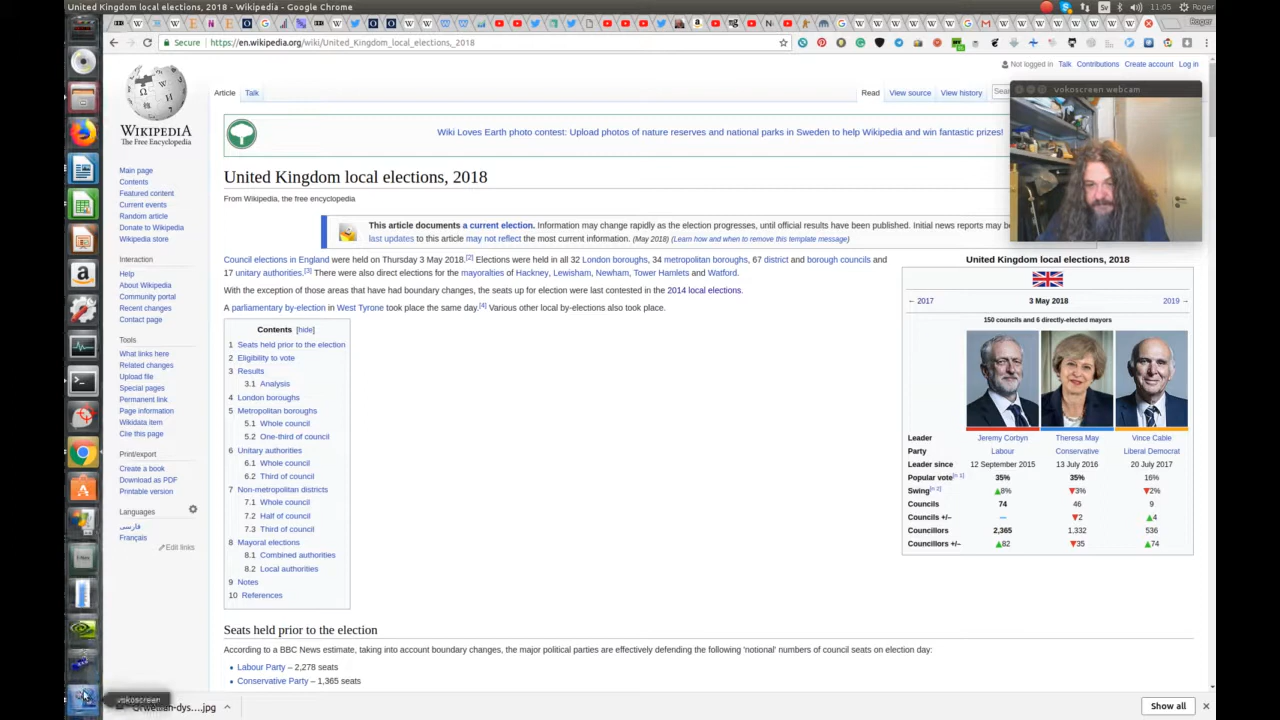 United Kingdom local elections, 2018 - Wikipedia - Google Chrome
Sv
11:05
Roger
Roger
Secure
https://en.wikipedia.org/wiki/United_Kingdom_local_elections,_2018
Not logged in Talk Contributions Create account Log in
Article Talk
Read View source View history
vokoscreen webcam
WIKIPEDIA
The Free Encyclopedia
Main page
Contents
Featured content
Current events
Random article
Donate to Wikipedia
Wikipedia store
Interaction
Help
About Wikipedia
Community portal
Recent changes
Contact page
Tools
What links here
Related changes
Upload file
Special pages
Permanent link
Page information
Wikidata item
Cite this page
Print/export
Create a book
Download as PDF
Printable version
Languages
فارسی
Français
Edit links
Wiki Loves Earth photo contest: Upload photos of nature reserves and national parks in Sweden to help Wikipedia and win fantastic prizes!
United Kingdom local elections, 2018
From Wikipedia, the free encyclopedia
This article documents a current election. Information may change rapidly as the election progresses, until official results have been published. Initial news reports may be
last updates to this article may not reflect the most current information. (May 2018) (Learn how and when to remove this template message)
Council elections in England were held on Thursday 3 May 2018.[2] Elections were held in all 32 London boroughs, 34 metropolitan boroughs, 67 district and borough councils and
17 unitary authorities.[3] There were also direct elections for the mayoralties of Hackney, Lewisham, Newham, Tower Hamlets and Watford.
With the exception of those areas that have had boundary changes, the seats up for election were last contested in the 2014 local elections.
A parliamentary by-election in West Tyrone took place the same day.[4] Various other local by-elections also took place.
Contents [hide]
1 Seats held prior to the election
2 Eligibility to vote
3 Results
3.1 Analysis
4 London boroughs
5 Metropolitan boroughs
5.1 Whole council
5.2 One-third of council
6 Unitary authorities
6.1 Whole council
6.2 Third of council
7 Non-metropolitan districts
7.1 Whole council
7.2 Half of council
7.3 Third of council
8 Mayoral elections
8.1 Combined authorities
8.2 Local authorities
9 Notes
10 References
United Kingdom local elections, 2018
← 2017 3 May 2018 2019 →
150 councils and 6 directly-elected mayors
Leader Jeremy Corbyn Theresa May Vince Cable
Party Labour Conservative Liberal Democrat
Leader since 12 September 2015 13 July 2016 20 July 2017
Popular vote[n 1] 35% 35% 16%
Swing[n 2] ▲8% ▼3% ▼2%
Councils 74 46 9
Councils +/– — ▼2 ▲4
Councillors 2,365 1,332 536
Councillors +/– ▲82 ▼35 ▲74
Seats held prior to the election
According to a BBC News estimate, taking into account boundary changes, the major political parties are effectively defending the following 'notional' numbers of council seats on election day:
• Labour Party – 2,278 seats
• Conservative Party – 1,365 seats
vokoscreen
Show all